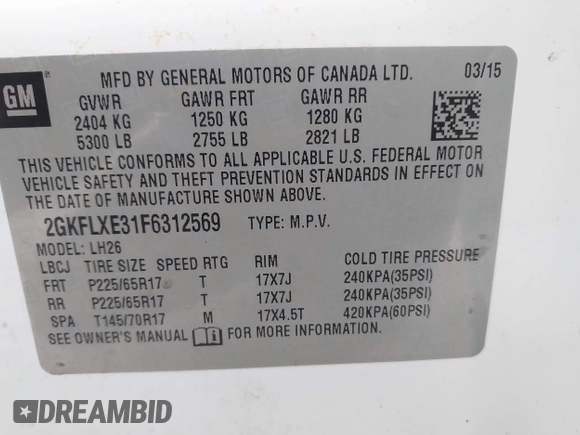 GM
MFD BY GENERAL MOTORS OF CANADA LTD. 03/15
GVWR GAWR FRT GAWR RR
2404 KG 1250 KG 1280 KG
5300 LB 2755 LB 2821 LB
THIS VEHICLE CONFORMS TO ALL APPLICABLE U.S. FEDERAL MOTOR
VEHICLE SAFETY AND THEFT PREVENTION STANDARDS IN EFFECT
ON THE DATE OF MANUFACTURE SHOWN ABOVE.
2GKFLXE31F6312569 TYPE: M.P.V.
MODEL: LH26
LBCJ TIRE SIZE SPEED RTG RIM COLD TIRE PRESSURE
FRT P225/65R17 T 17X7J 240KPA(35PSI)
RR P225/65R17 T 17X7J 240KPA(35PSI)
SPA T145/70R17 M 17X4.5T 420KPA(60PSI)
SEE OWNER'S MANUAL FOR MORE INFORMATION.
DREAMBID